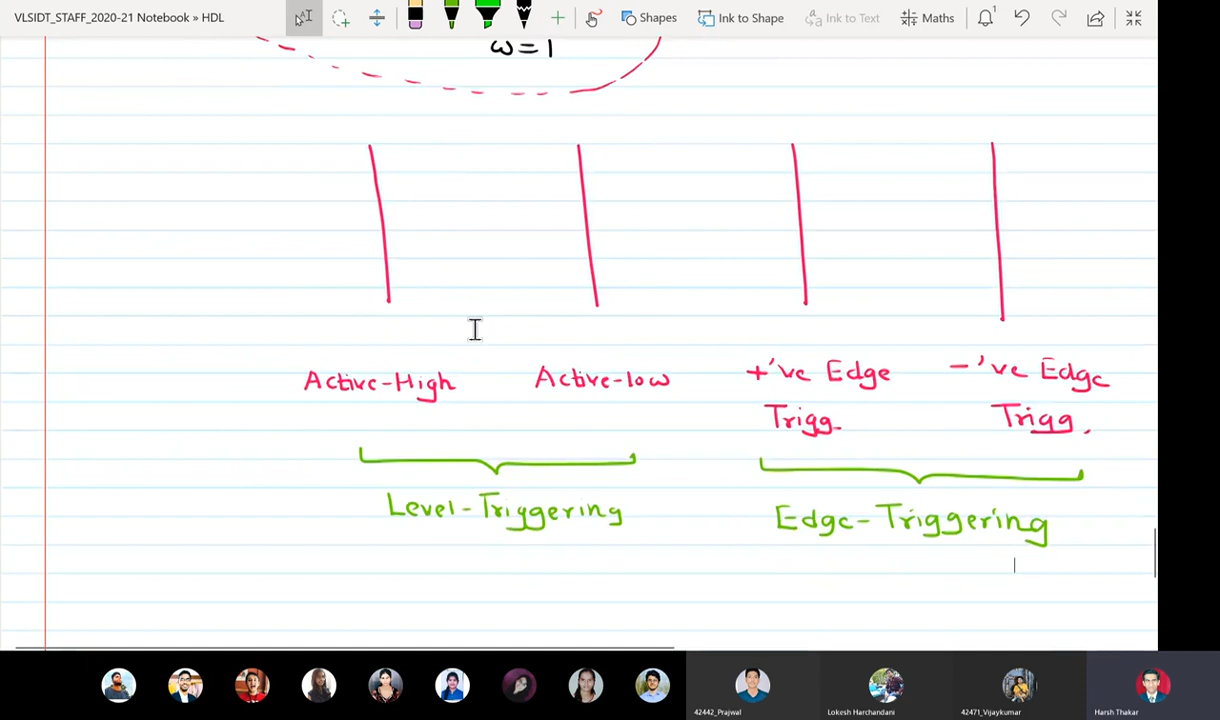 VLSIDT_STAFF_2020-21 Notebook » HDL
Shapes
Ink to Shape
Ink to Text
Maths
1
ω = 1
Active-High
Active-low
+'ve Edge
Trigg.
-'ve Edge
Trigg.
Level-Triggering
Edge-Triggering
42442_Prajwal
Lokesh Harchandani
42471_Vijaykumar
Harsh Thakar